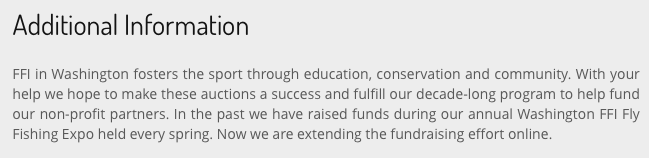 Additional Information
FFI in Washington fosters the sport through education, conservation and community. With your
help we hope to make these auctions a success and fulfill our decade-long program to help fund
our non-profit partners. In the past we have raised funds during our annual Washington FFI Fly
Fishing Expo held every spring. Now we are extending the fundraising effort online.